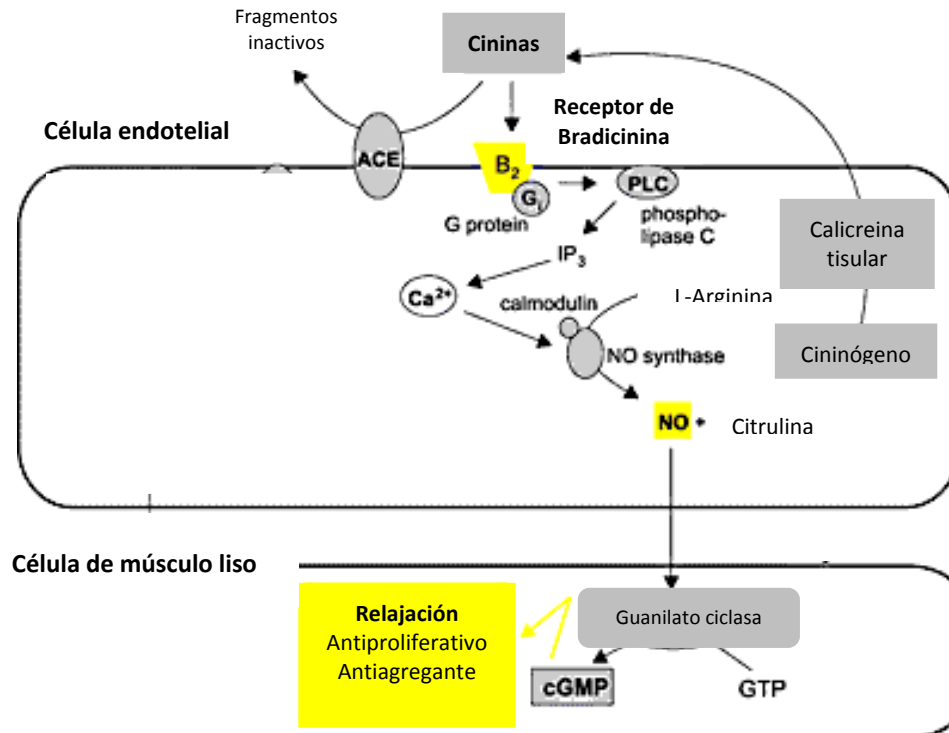 Fragmentos
inactivos
Cininas
Receptor de
Bradicinina
Célula endotelial
ACE
B2
Gi
G protein
PLC
phospho-
lipase C
IP3
Ca2+
calmodulin
L-Arginina
NO synthase
Calicreina
tisular
Cininógeno
NO +
Citrulina
Célula de músculo liso
Relajación
Antiproliferativo
Antiagregante
Guanilato ciclasa
cGMP
GTP